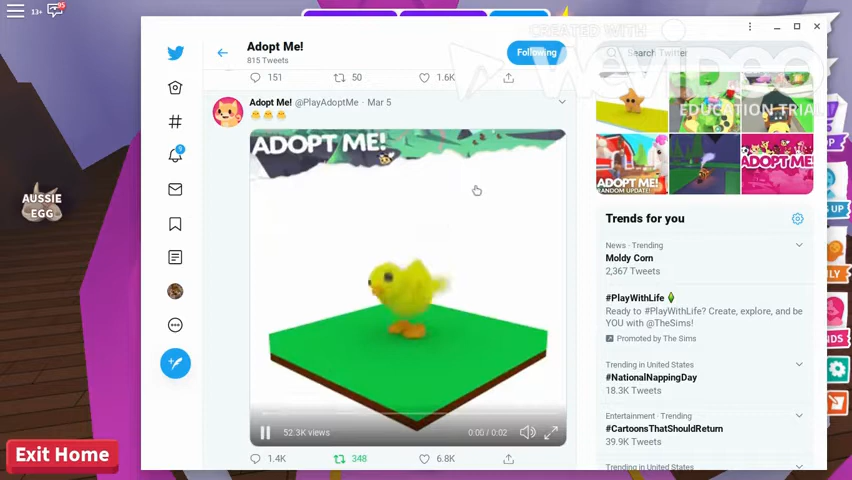 13+
95
CREATED WITH
WeVideo
EDUCATION TRIAL
Adopt Me!
815 Tweets
Following
Search Twitter
151
50
1.6K
Adopt Me! @PlayAdoptMe · Mar 5
🐥🐥🐥
ADOPT ME!
52.3K views
0:00 / 0:02
1.4K
348
6.8K
ADOPT ME!
RANDOM UPDATE!
ADOPT ME!
Trends for you
News · Trending
Moldy Corn
2,367 Tweets
#PlayWithLife
Ready to #PlayWithLife? Create, explore, and be
YOU with @TheSims!
Promoted by The Sims
Trending in United States
#NationalNappingDay
18.3K Tweets
Entertainment · Trending
#CartoonsThatShouldReturn
39.9K Tweets
Trending in United States
AUSSIE
EGG
Exit Home